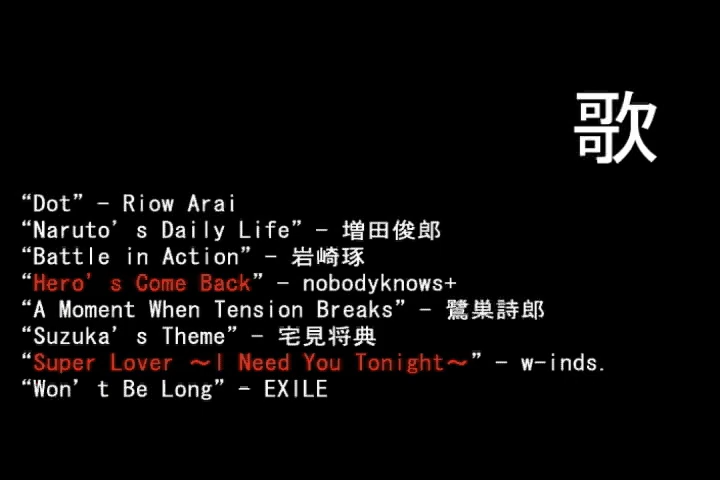 歌
“Dot” - Riow Arai
“Naruto’s Daily Life” - 増田俊郎
“Battle in Action” - 岩崎琢
“Hero’s Come Back” - nobodyknows+
“A Moment When Tension Breaks” - 鷺巣詩郎
“Suzuka’s Theme” - 宅見将典
“Super Lover ～I Need You Tonight～” - w-inds.
“Won’t Be Long” - EXILE